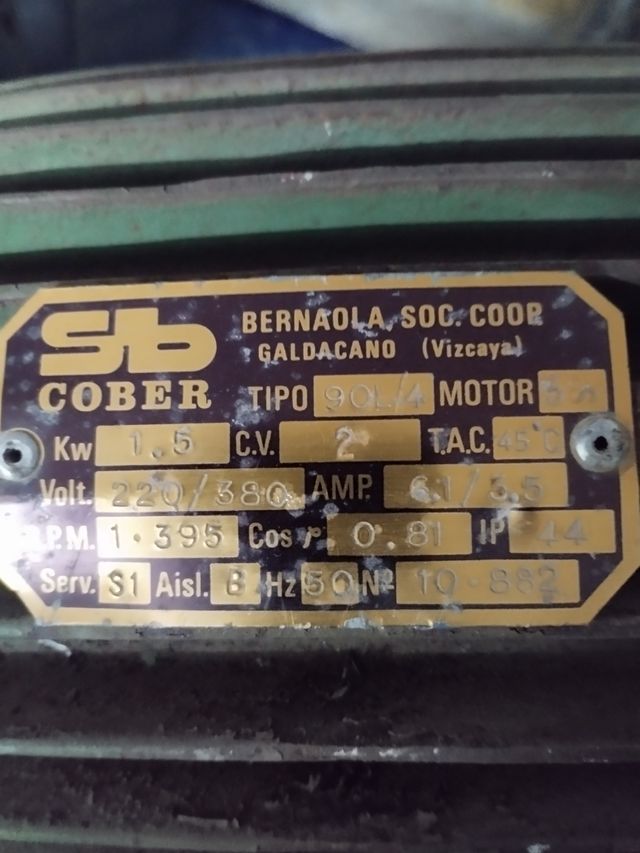 Sb
COBER
BERNAOLA, SOC. COOP.
GALDACANO (Vizcaya)
TIPO 90L/4 MOTOR
Kw 1.5 C.V. 2 T.A.C. 45°C
Volt. 220/380 AMP. 6.1/3.5
R.P.M. 1.395 Cos φ. 0.81 IP 44
Serv. S1 Aisl. B Hz 50 Nº 10.882